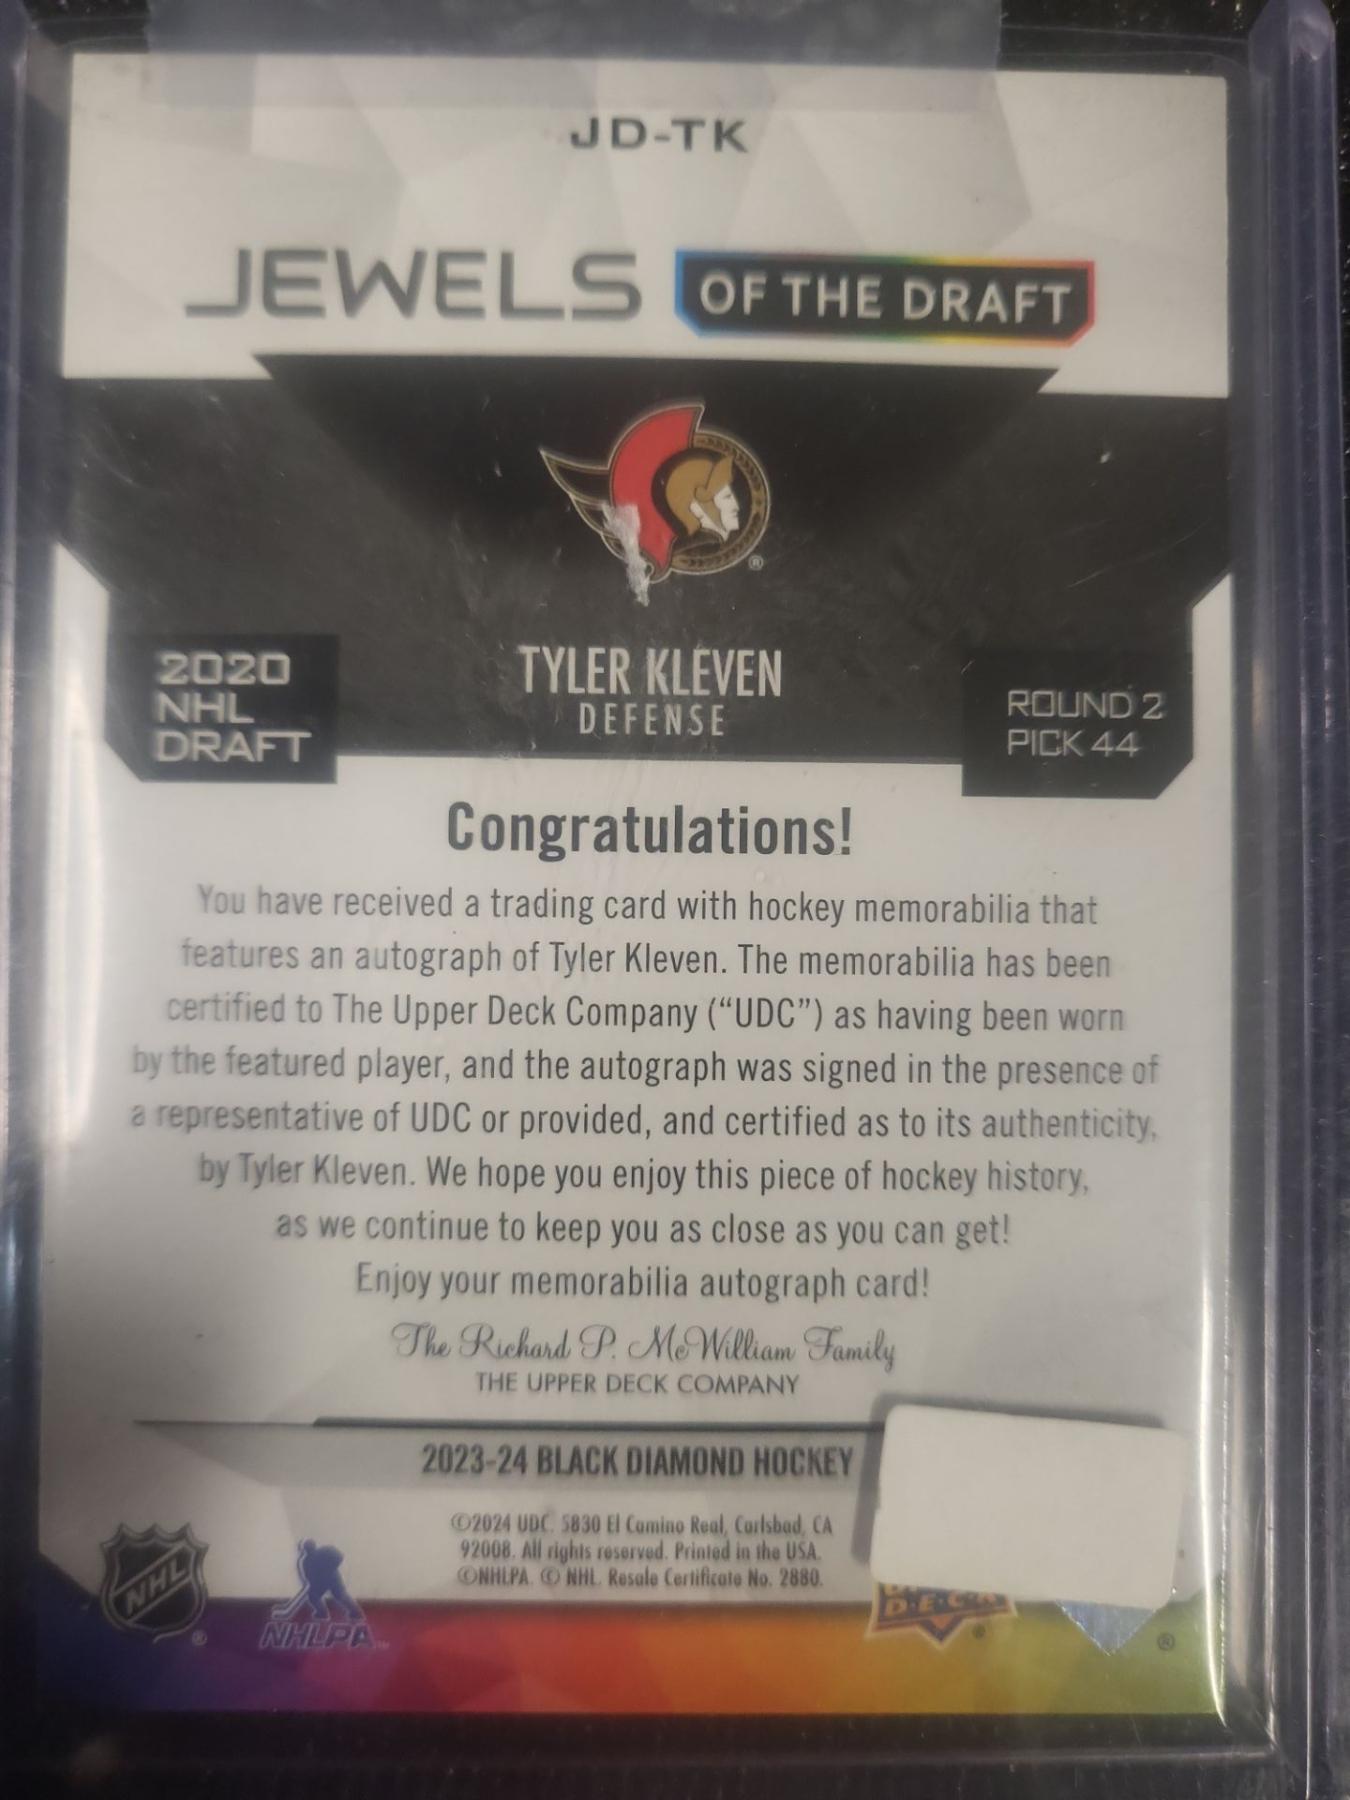 JD-TK
JEWELS OF THE DRAFT
®
TYLER KLEVEN
DEFENSE
2020
NHL
DRAFT
ROUND 2
PICK 44
Congratulations!
You have received a trading card with hockey memorabilia that
features an autograph of Tyler Kleven. The memorabilia has been
certified to The Upper Deck Company (“UDC”) as having been worn
by the featured player, and the autograph was signed in the presence of
a representative of UDC or provided, and certified as to its authenticity,
by Tyler Kleven. We hope you enjoy this piece of hockey history,
as we continue to keep you as close as you can get!
Enjoy your memorabilia autograph card!
The Richard P. McWilliam Family
THE UPPER DECK COMPANY
2023-24 BLACK DIAMOND HOCKEY
©2024 UDC. 5830 El Camino Real, Carlsbad, CA
92008. All rights reserved. Printed in the USA.
©NHLPA. © NHL. Resale Certificate No. 2880.
NHL ®
NHLPA™
DECK ®
®